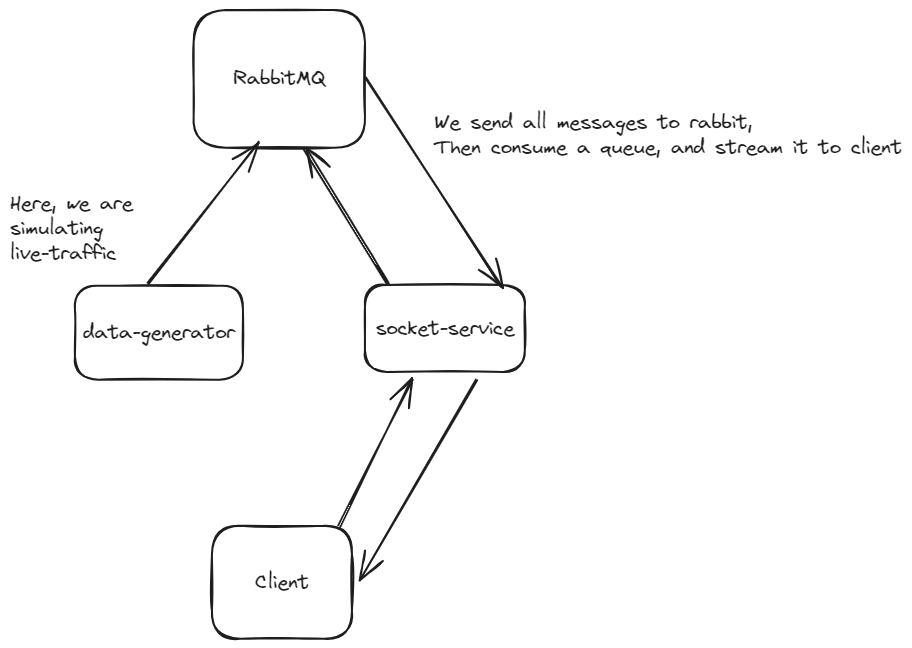 RabbitMQ
We send all messages to rabbit,
Then consume a queue, and stream it to client
Here, we are
simulating
live-traffic
data-generator
socket-service
Client